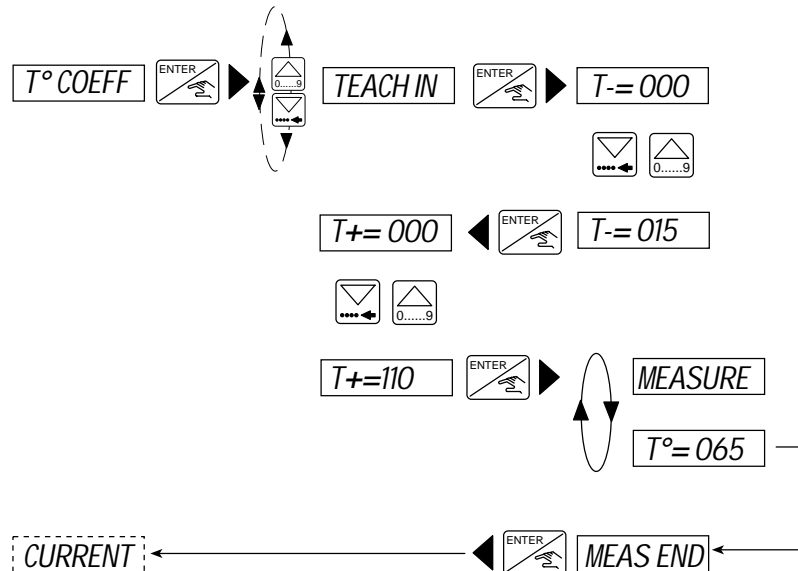 T° COEFF
ENTER
0......9
TEACH IN
ENTER
T-= 000
0......9
T+= 000
ENTER
T-= 015
0......9
T+=110
ENTER
MEASURE
T°= 065
CURRENT
ENTER
MEAS END